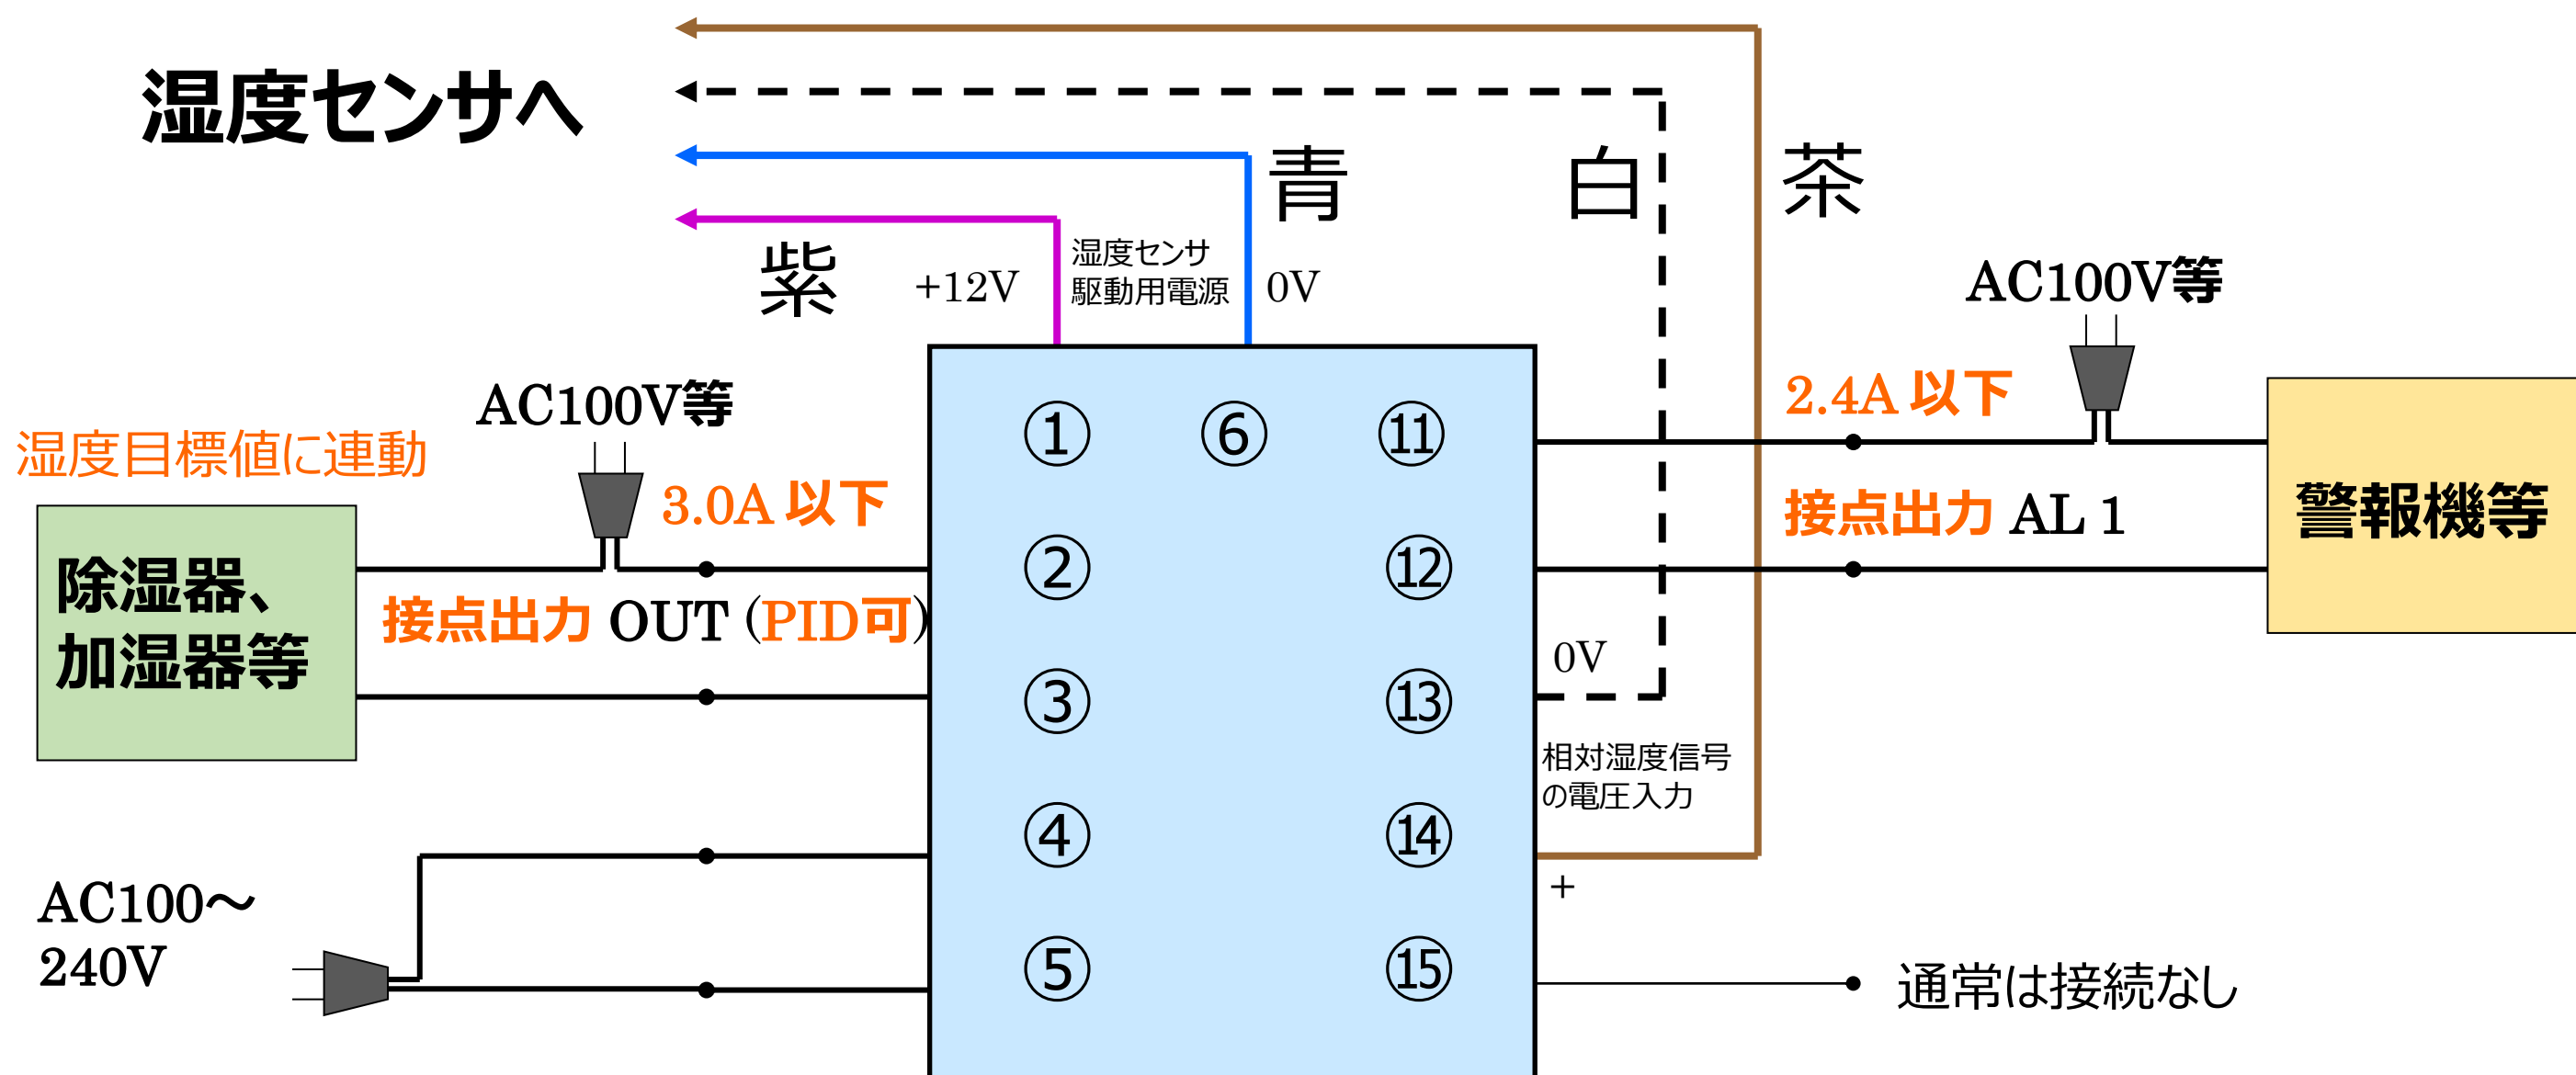 湿度センサへ
青
白
茶
紫
+12V
湿度センサ
駆動用電源
0V
AC100V等
AC100V等
2.4A 以下
湿度目標値に連動
3.0A 以下
① ⑥ ⑪
接点出力 AL 1
警報機等
除湿器、
加湿器等
② ⑫
接点出力 OUT (PID可)
0V
③ ⑬
相対湿度信号
の電圧入力
④ ⑭
+
AC100～
240V
⑤ ⑮
通常は接続なし